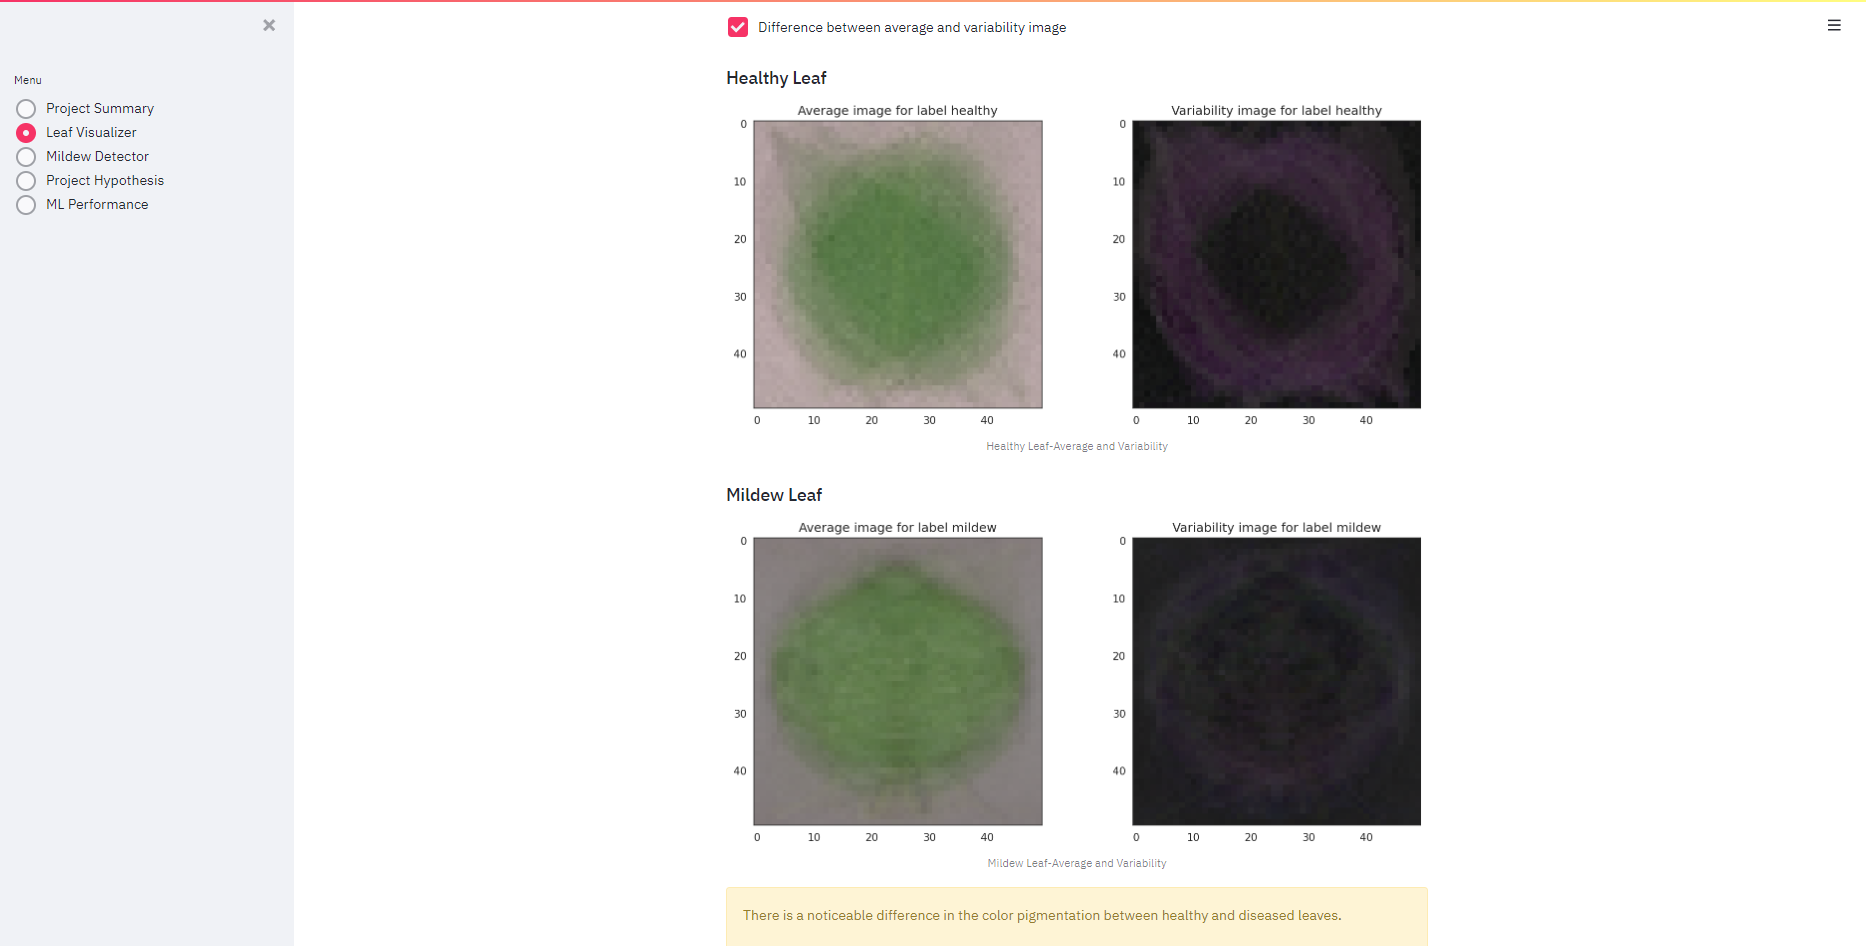 Menu
Project Summary
Leaf Visualizer
Mildew Detector
Project Hypothesis
ML Performance
Difference between average and variability image
Healthy Leaf
Average image for label healthy
0
10
20
30
40
0 10 20 30 40
Variability image for label healthy
0
10
20
30
40
0 10 20 30 40
Healthy Leaf-Average and Variability
Mildew Leaf
Average image for label mildew
0
10
20
30
40
0 10 20 30 40
Variability image for label mildew
0
10
20
30
40
0 10 20 30 40
Mildew Leaf-Average and Variability
There is a noticeable difference in the color pigmentation between healthy and diseased leaves.